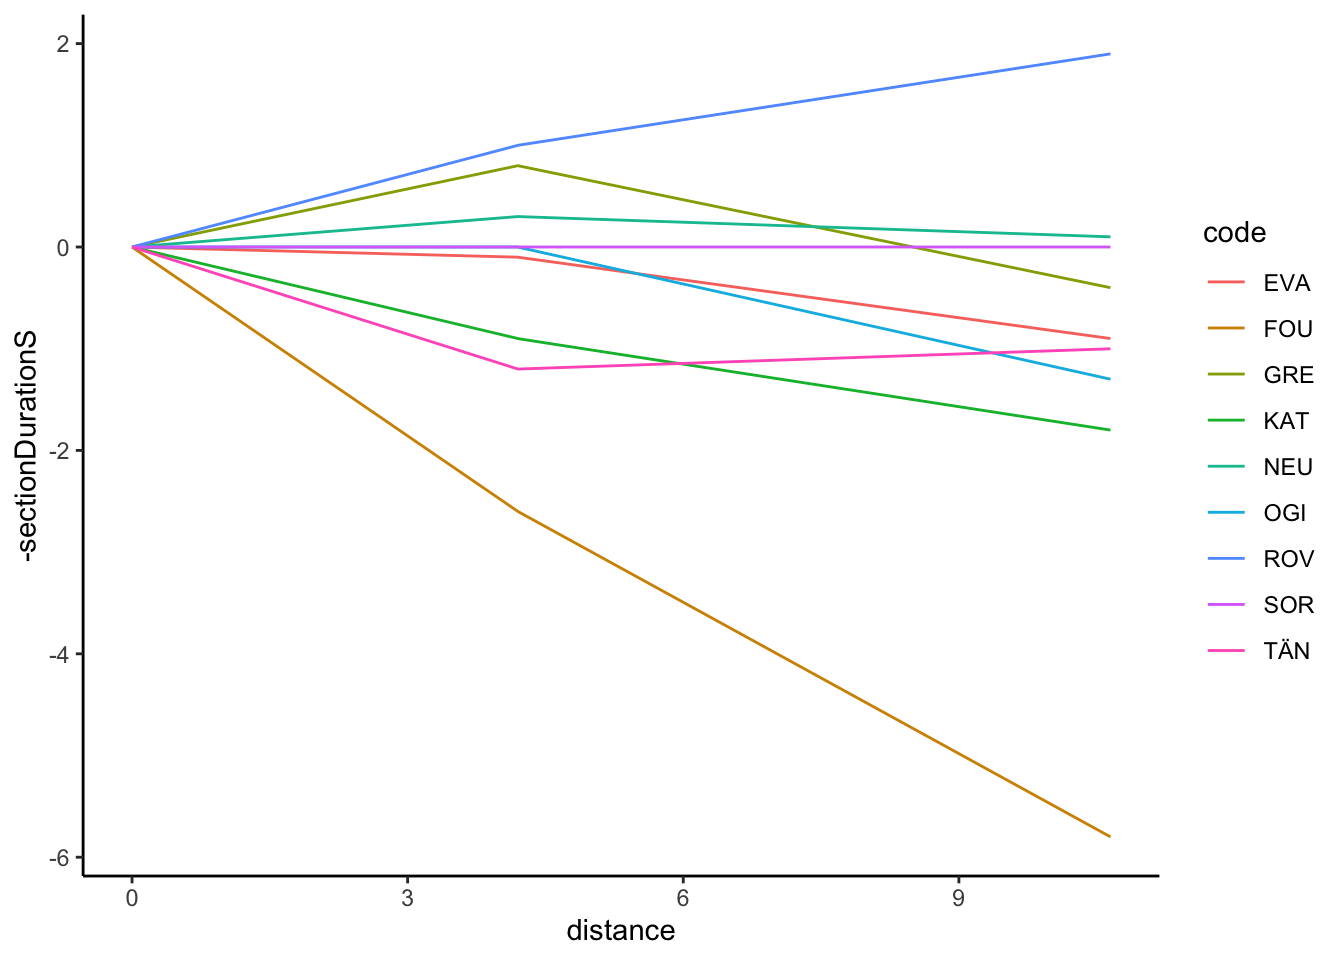 2
0
-2
-4
-6
-sectionDurationS
0 3 6 9
distance
code
EVA
FOU
GRE
KAT
NEU
OGI
ROV
SOR
TÄN